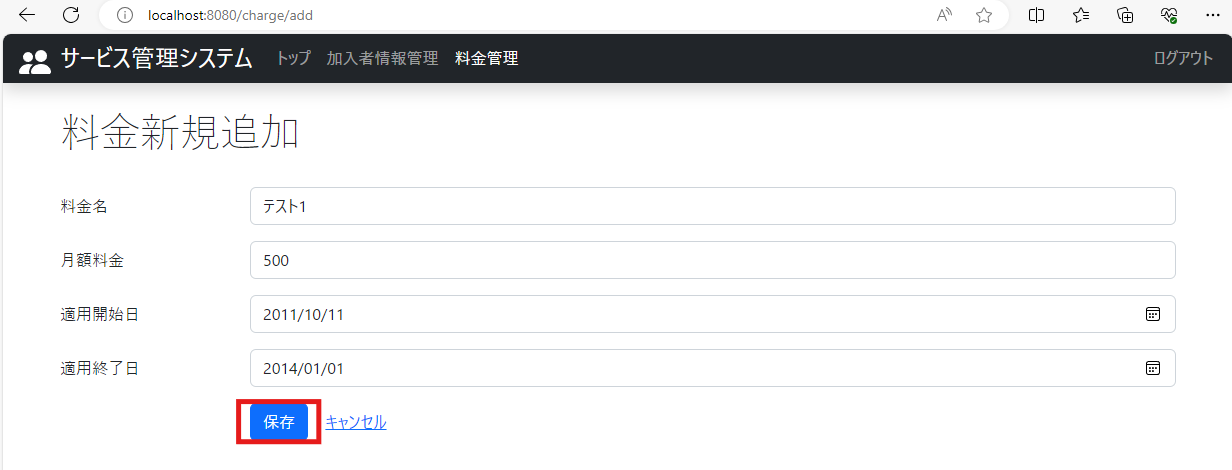 localhost:8080/charge/add
サービス管理システム トップ 加入者情報管理 料金管理 ログアウト
料金新規追加
料金名 テスト1
月額料金 500
適用開始日 2011/10/11
適用終了日 2014/01/01
保存 キャンセル